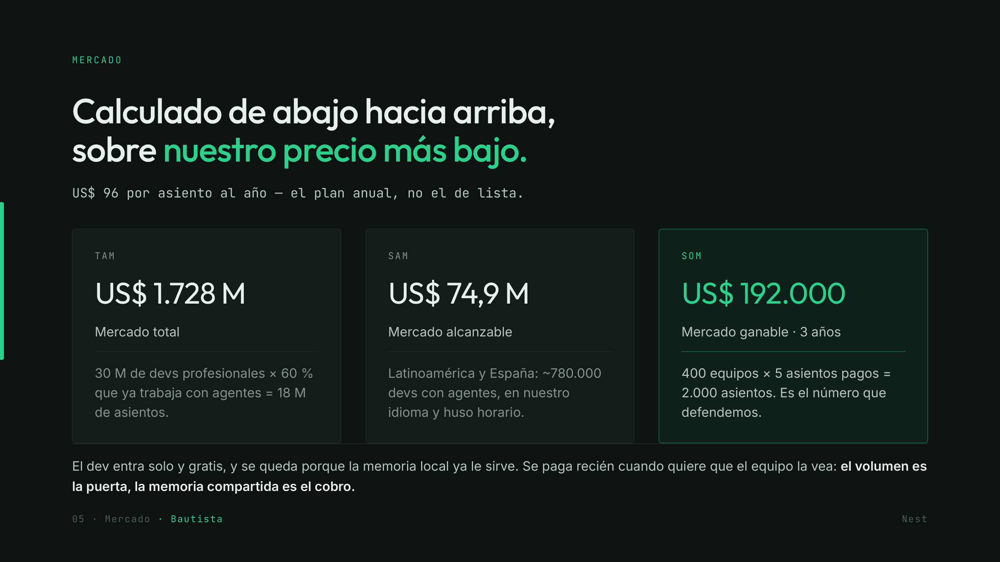 MERCADO
Calculado de abajo hacia arriba,
sobre nuestro precio más bajo.
US$ 96 por asiento al año — el plan anual, no el de lista.
TAM
US$ 1.728 M
Mercado total
30 M de devs profesionales × 60 %
que ya trabaja con agentes = 18 M
de asientos.
SAM
US$ 74,9 M
Mercado alcanzable
Latinoamérica y España: ~780.000
devs con agentes, en nuestro
idioma y huso horario.
SOM
US$ 192.000
Mercado ganable · 3 años
400 equipos × 5 asientos pagos =
2.000 asientos. Es el número que
defendemos.
El dev entra solo y gratis, y se queda porque la memoria local ya le sirve. Se paga recién cuando quiere que el equipo la vea: el volumen es
la puerta, la memoria compartida es el cobro.
05 · Mercado · Bautista
Nest